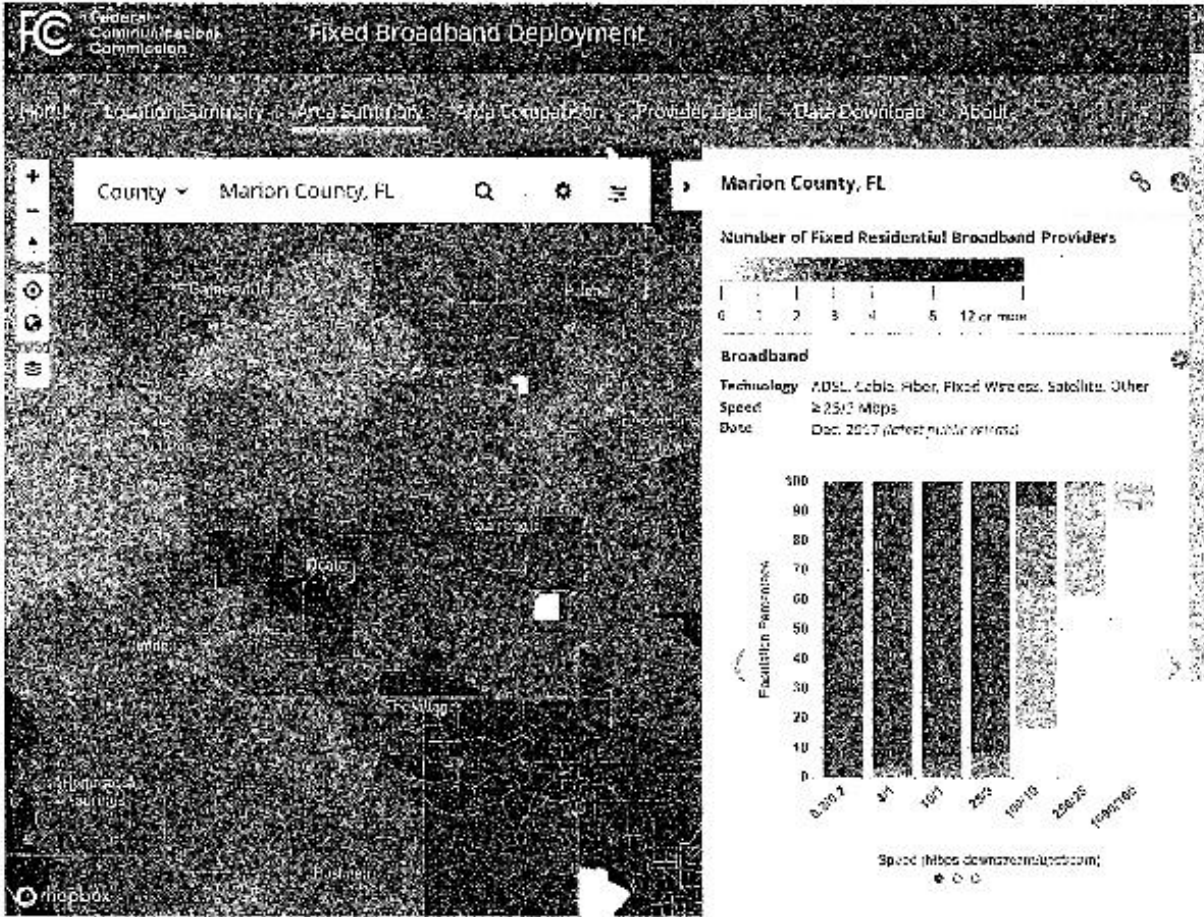 FCC Federal Communications Commission
Fixed Broadband Deployment
Home Location Summary Area Summary Area Comparison Provider Detail Data Download About
County Marion County, FL
Marion County, FL
Number of Fixed Residential Broadband Providers
0 1 2 3 4 6 12 or more
Broadband
Technology ADSL, Cable, Fiber, Fixed Wireless, Satellite, Other
Speed ≥ 25/3 Mbps
Date Dec. 2017 (latest public release)
Gainesville
Ocala
100
90
80
70
60
50
40
30
20
10
0
Population Percentage
0.2/0.2 4/1 10/1 25/3 100/10 250/25 1000/100
Speed (Mbps downstream/upstream)
mapbox